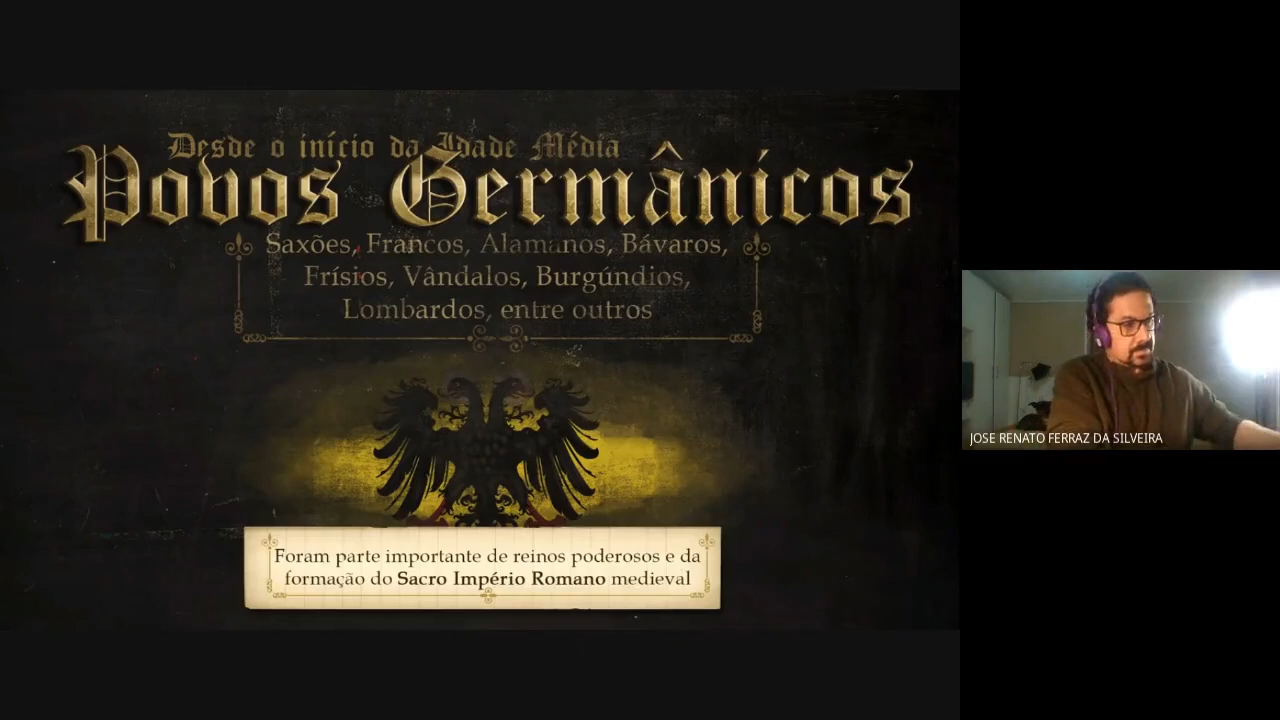 Desde o início da Idade Média
Povos Germânicos
Saxões, Francos, Alamanos, Bávaros,
Frísios, Vândalos, Burgúndios,
Lombardos, entre outros
Foram parte importante de reinos poderosos e da
formação do Sacro Império Romano medieval
JOSE RENATO FERRAZ DA SILVEIRA